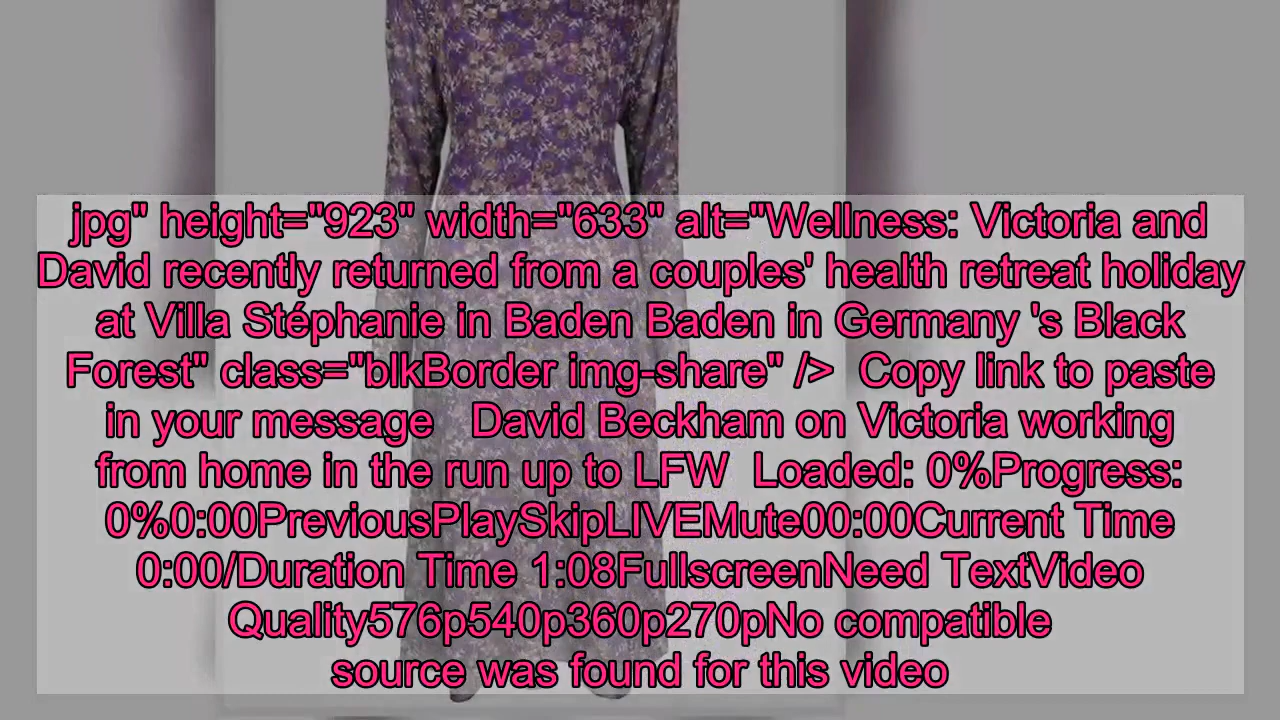 jpg" height="923" width="633" alt="Wellness: Victoria and
David recently returned from a couples' health retreat holiday
at Villa Stéphanie in Baden Baden in Germany 's Black
Forest" class="blkBorder img-share" />  Copy link to paste
in your message   David Beckham on Victoria working
from home in the run up to LFW  Loaded: 0%Progress:
0%0:00PreviousPlaySkipLIVEMute00:00Current Time
0:00/Duration Time 1:08FullscreenNeed TextVideo
Quality576p540p360p270pNo compatible
source was found for this video